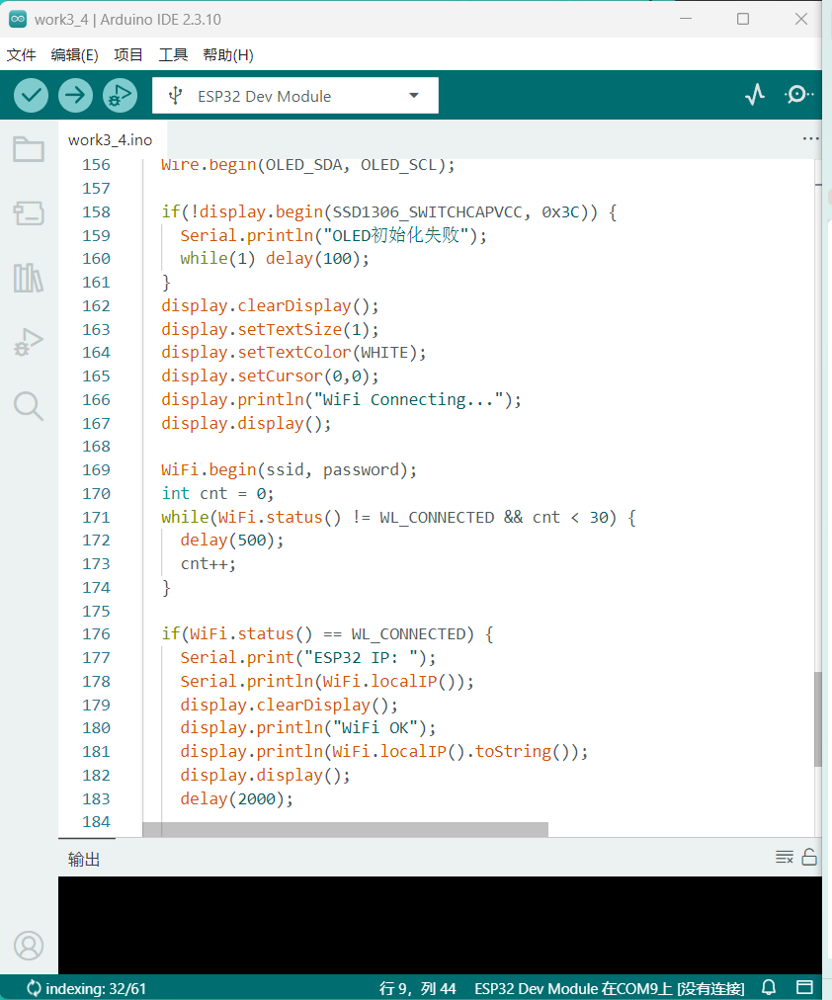 work3_4 | Arduino IDE 2.3.10
文件 编辑(E) 项目 工具 帮助(H)
ESP32 Dev Module
work3_4.ino
156 Wire.begin(OLED_SDA, OLED_SCL);
157
158 if(!display.begin(SSD1306_SWITCHCAPVCC, 0x3C)) {
159 Serial.println("OLED初始化失败");
160 while(1) delay(100);
161 }
162 display.clearDisplay();
163 display.setTextSize(1);
164 display.setTextColor(WHITE);
165 display.setCursor(0,0);
166 display.println("WiFi Connecting...");
167 display.display();
168
169 WiFi.begin(ssid, password);
170 int cnt = 0;
171 while(WiFi.status() != WL_CONNECTED && cnt < 30) {
172 delay(500);
173 cnt++;
174 }
175
176 if(WiFi.status() == WL_CONNECTED) {
177 Serial.print("ESP32 IP: ");
178 Serial.println(WiFi.localIP());
179 display.clearDisplay();
180 display.println("WiFi OK");
181 display.println(WiFi.localIP().toString());
182 display.display();
183 delay(2000);
184
输出
indexing: 32/61 行 9，列 44 ESP32 Dev Module 在COM9上 [没有连接]